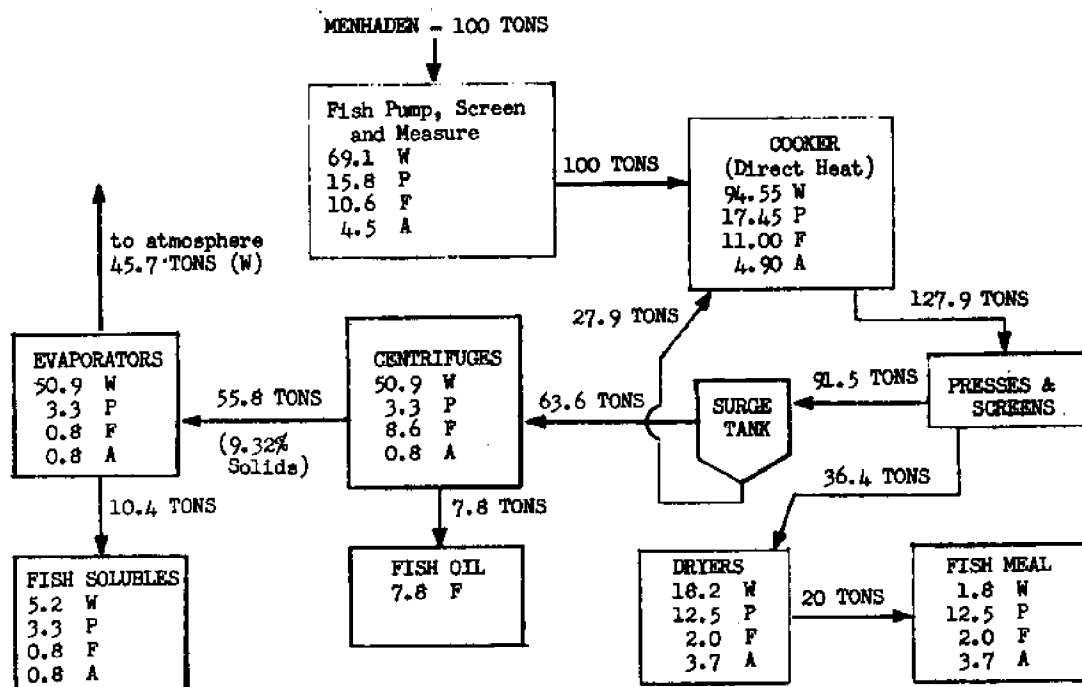 MENHADEN - 100 TONS
Fish Pump, Screen
and Measure
69.1 W
15.8 P
10.6 F
4.5 A
100 TONS
COOKER
(Direct Heat)
94.55 W
17.45 P
11.00 F
4.90 A
to atmosphere
45.7 TONS (W)
27.9 TONS
127.9 TONS
EVAPORATORS
50.9 W
3.3 P
0.8 F
0.8 A
55.8 TONS
(9.32%
Solids)
CENTRIFUGES
50.9 W
3.3 P
8.6 F
0.8 A
63.6 TONS
SURGE
TANK
91.5 TONS
PRESSES &
SCREENS
36.4 TONS
10.4 TONS
7.8 TONS
FISH SOLUBLES
5.2 W
3.3 P
0.8 F
0.8 A
FISH OIL
7.8 F
DRYERS
18.2 W
12.5 P
2.0 F
3.7 A
20 TONS
FISH MEAL
1.8 W
12.5 P
2.0 F
3.7 A